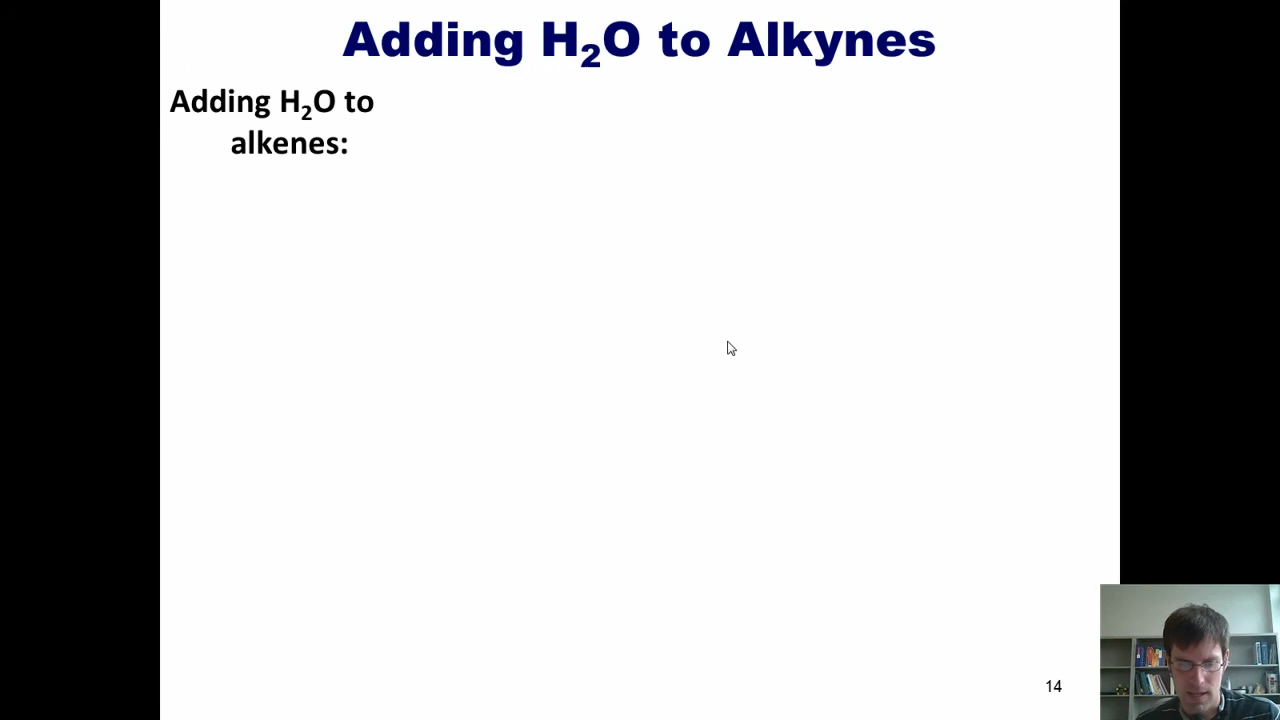 Adding H₂O to Alkynes
Adding H₂O to
alkenes:
14